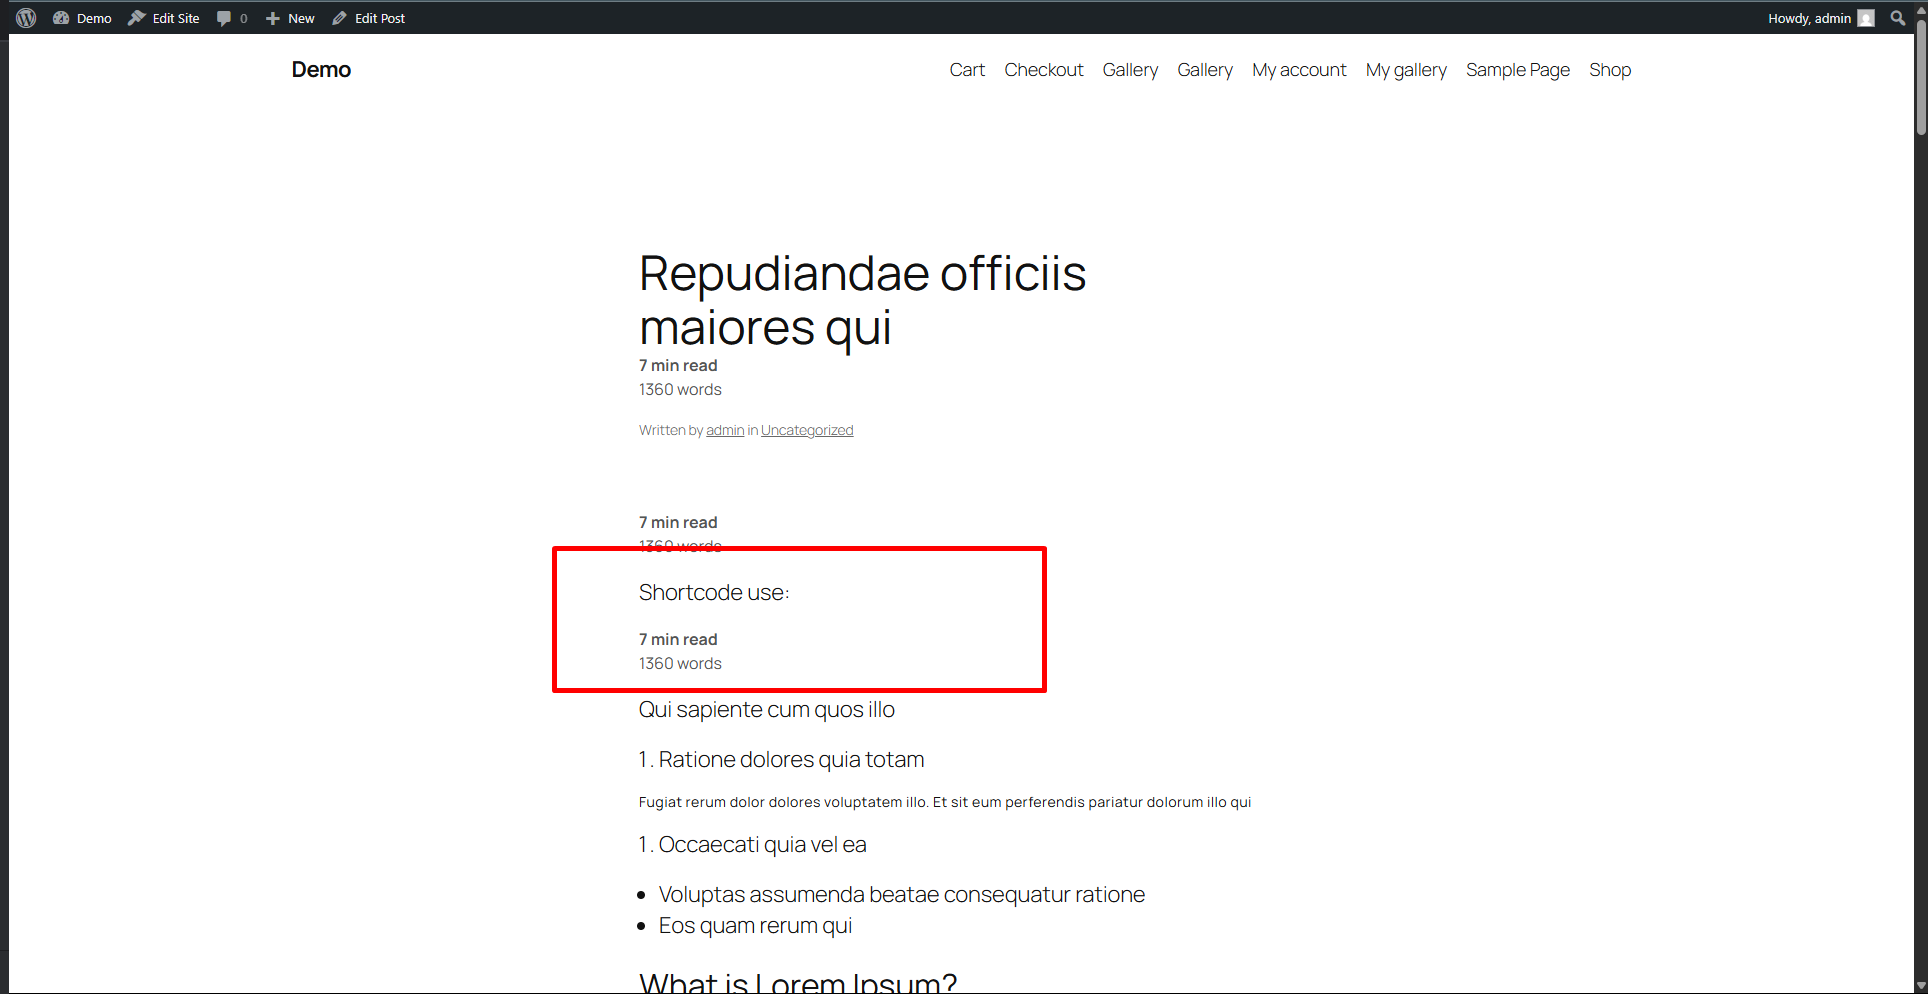 Demo
Edit Site
0
New
Edit Post
Howdy, admin
Demo
Cart
Checkout
Gallery
Gallery
My account
My gallery
Sample Page
Shop
Repudiandae officiis
maiores qui
7 min read
1360 words
Written by admin in Uncategorized
7 min read
1360 words
Shortcode use:
7 min read
1360 words
Qui sapiente cum quos illo
1. Ratione dolores quia totam
Fugiat rerum dolor dolores voluptatem illo. Et sit eum perferendis pariatur dolorum illo qui
1. Occaecati quia vel ea
• Voluptas assumenda beatae consequatur ratione
• Eos quam rerum qui
What is Lorem Ipsum?